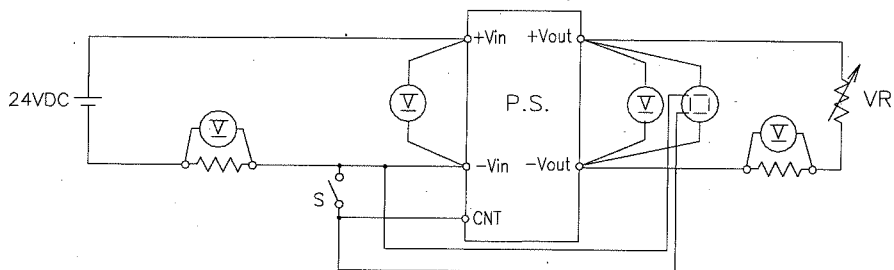 +Vin
+Vout
24VDC
V
P.S.
V
VR
V
V
-Vin
-Vout
S
CNT